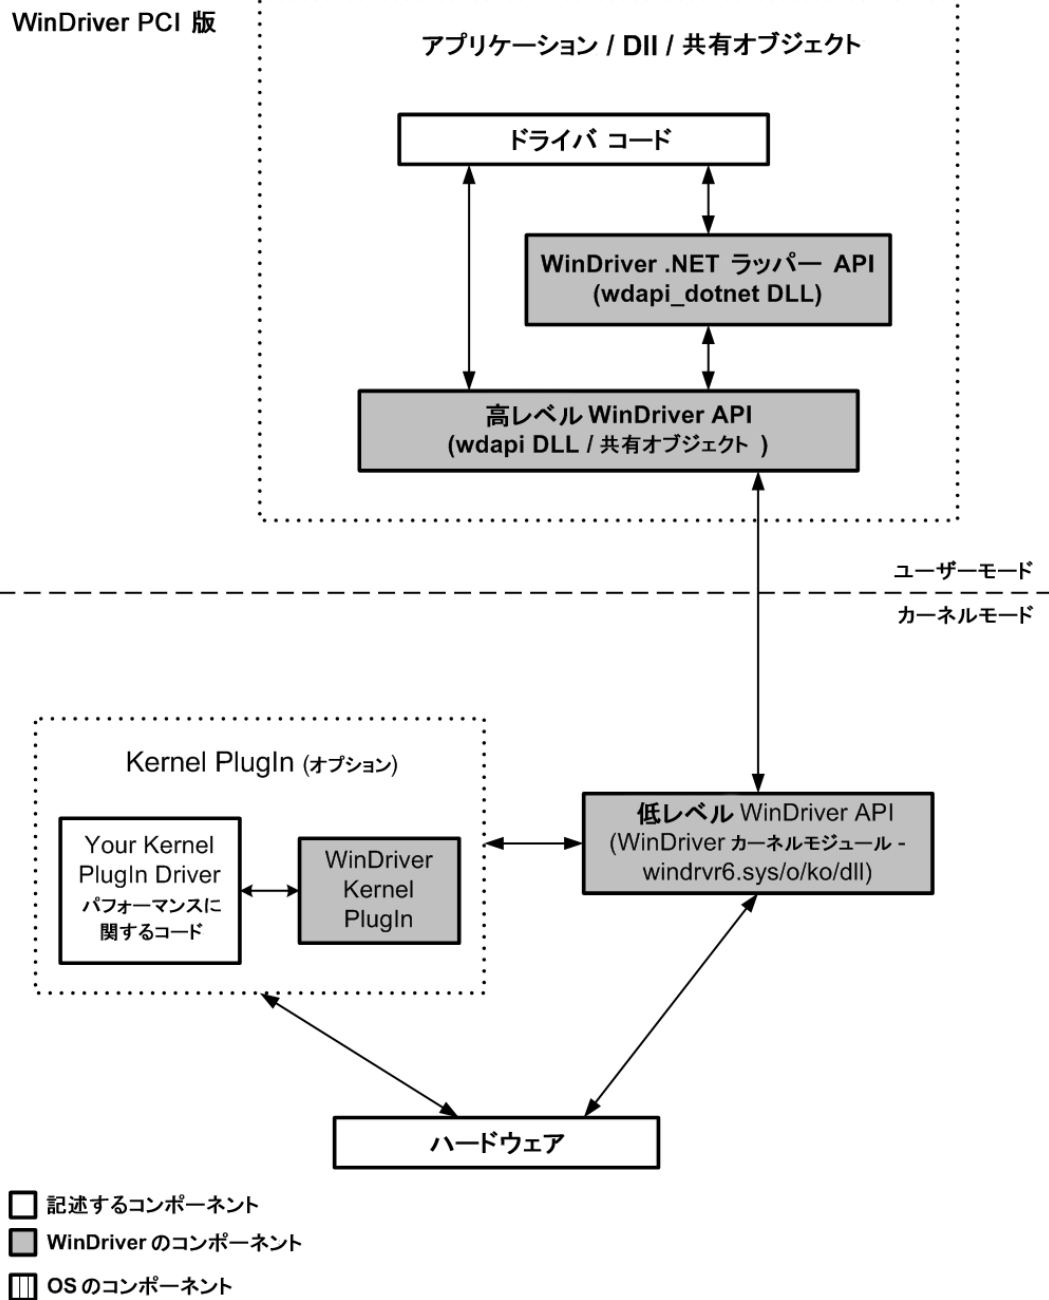 WinDriver PCI 版
アプリケーション / Dll / 共有オブジェクト
ドライバ コード
WinDriver .NET ラッパー API
(wdapi_dotnet DLL)
高レベル WinDriver API
(wdapi DLL / 共有オブジェクト )
ユーザーモード
カーネルモード
Kernel PlugIn (オプション)
Your Kernel
PlugIn Driver
パフォーマンスに
関するコード
WinDriver
Kernel
PlugIn
低レベル WinDriver API
(WinDriver カーネルモジュール -
windrvr6.sys/o/ko/dll)
ハードウェア
記述するコンポーネント
WinDriver のコンポーネント
OS のコンポーネント